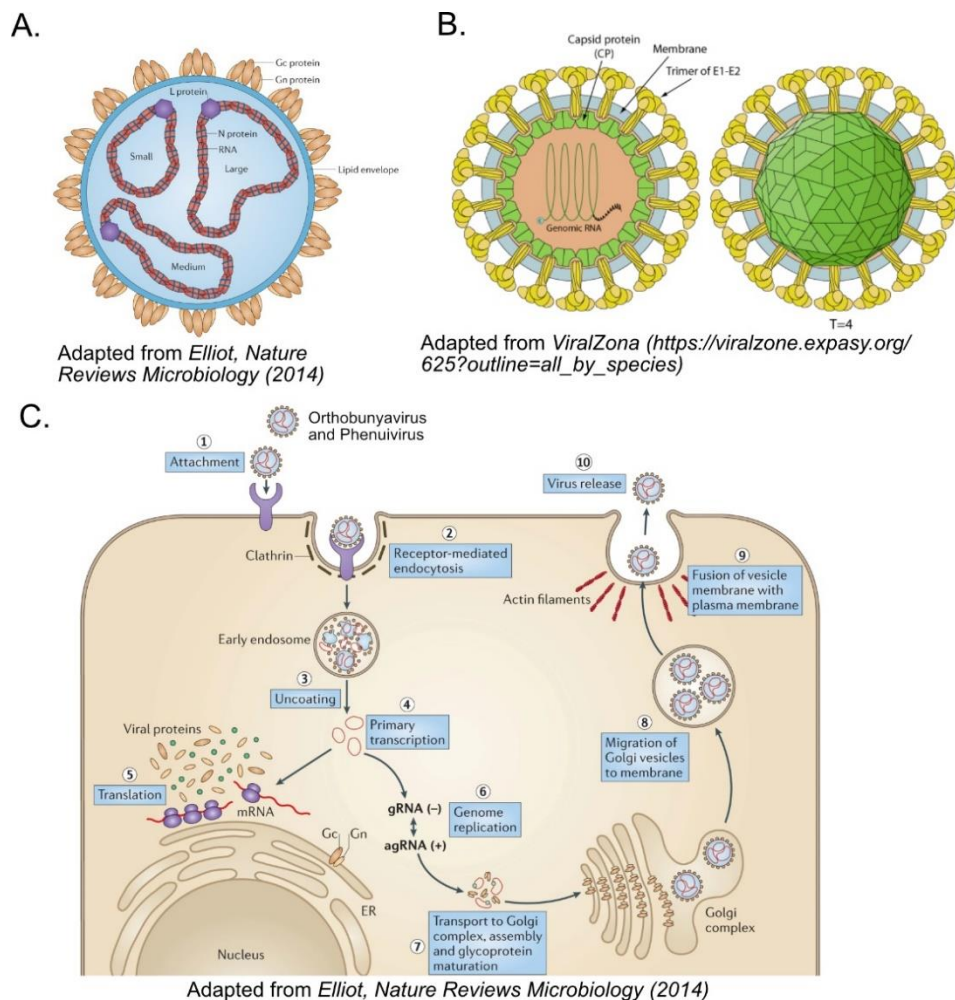 A.
Gc protein
Gn protein
L protein
N protein
RNA
Small
Large
Lipid envelope
Medium
Adapted from Elliot, Nature
Reviews Microbiology (2014)
B.
Capsid protein
(CP)
Membrane
Trimer of E1-E2
Genomic RNA
T=4
Adapted from ViralZona (https://viralzone.expasy.org/
625?outline=all_by_species)
C.
Orthobunyavirus
and Phenuivirus
1
Attachment
Clathrin
2
Receptor-mediated
endocytosis
Early endosome
3
Uncoating
4
Primary
transcription
Viral proteins
5
Translation
mRNA
gRNA (–)
agRNA (+)
6
Genome
replication
Gc
Gn
ER
Nucleus
7
Transport to Golgi
complex, assembly
and glycoprotein
maturation
Golgi
complex
8
Migration of
Golgi vesicles
to membrane
9
Fusion of vesicle
membrane with
plasma membrane
Actin filaments
10
Virus release
Adapted from Elliot, Nature Reviews Microbiology (2014)